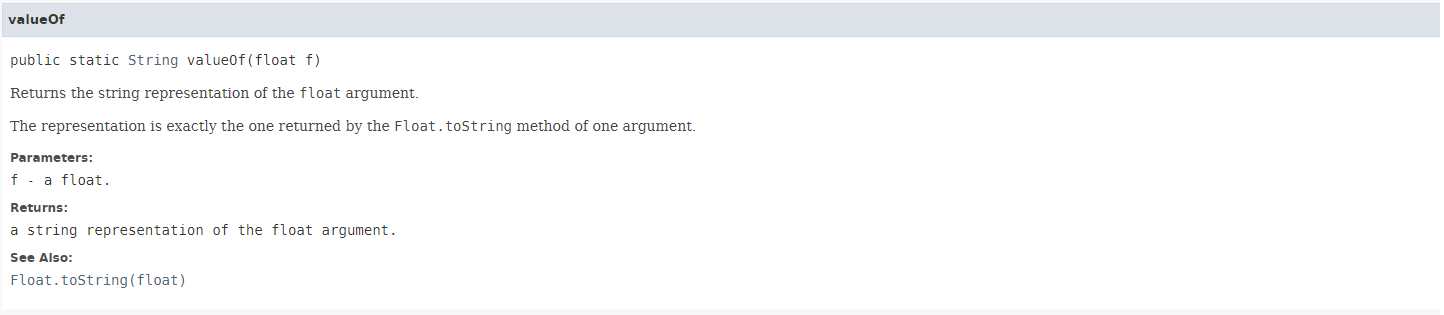 valueOf
public static String valueOf(float f)
Returns the string representation of the float argument.
The representation is exactly the one returned by the Float.toString method of one argument.
Parameters:
f - a float.
Returns:
a string representation of the float argument.
See Also:
Float.toString(float)